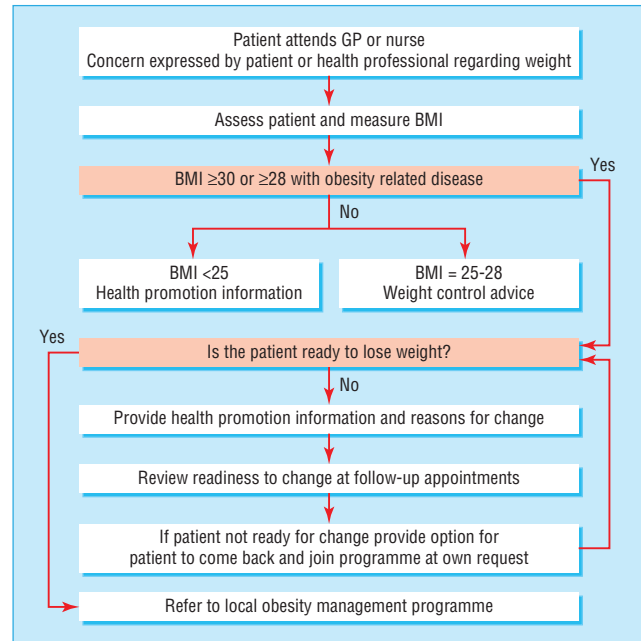 Patient attends GP or nurse
Concern expressed by patient or health professional regarding weight
Assess patient and measure BMI
BMI ≥30 or ≥28 with obesity related disease
Yes
No
BMI <25
Health promotion information
BMI = 25-28
Weight control advice
Yes
Is the patient ready to lose weight?
No
Provide health promotion information and reasons for change
Review readiness to change at follow-up appointments
If patient not ready for change provide option for
patient to come back and join programme at own request
Refer to local obesity management programme